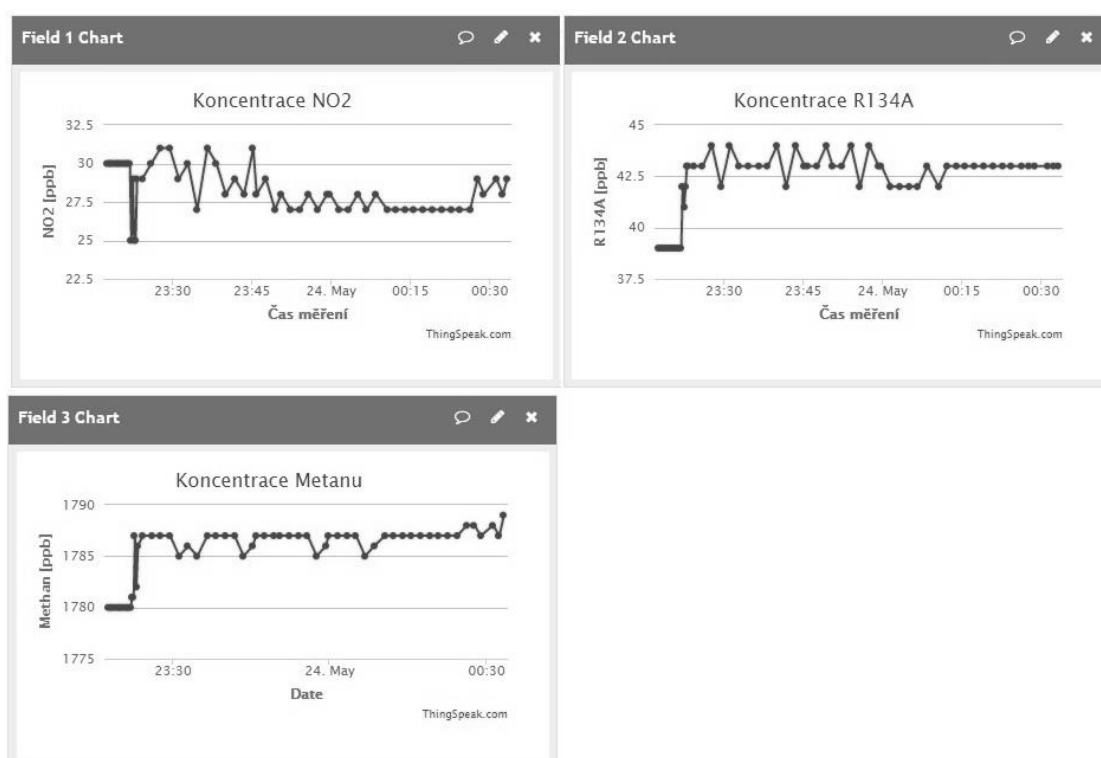 Field 1 Chart
Koncentrace NO2
32.5
30
27.5
25
22.5
NO2 [ppb]
23:30 23:45 24. May 00:15 00:30
Čas měření
ThingSpeak.com
Field 2 Chart
Koncentrace R134A
45
42.5
40
37.5
R134A [ppb]
23:30 23:45 24. May 00:15 00:30
Čas měření
ThingSpeak.com
Field 3 Chart
Koncentrace Metanu
1790
1785
1780
1775
Methan [ppb]
23:30 24. May 00:30
Date
ThingSpeak.com